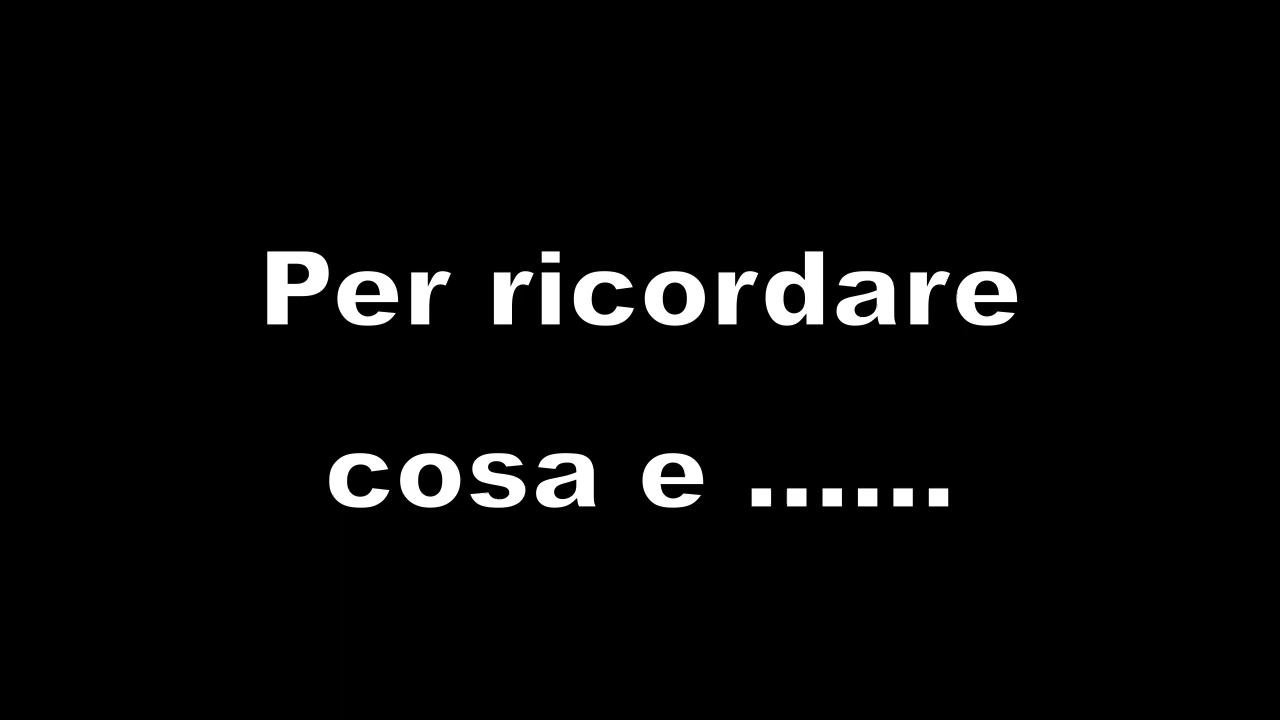 Per ricordare
cosa e ......